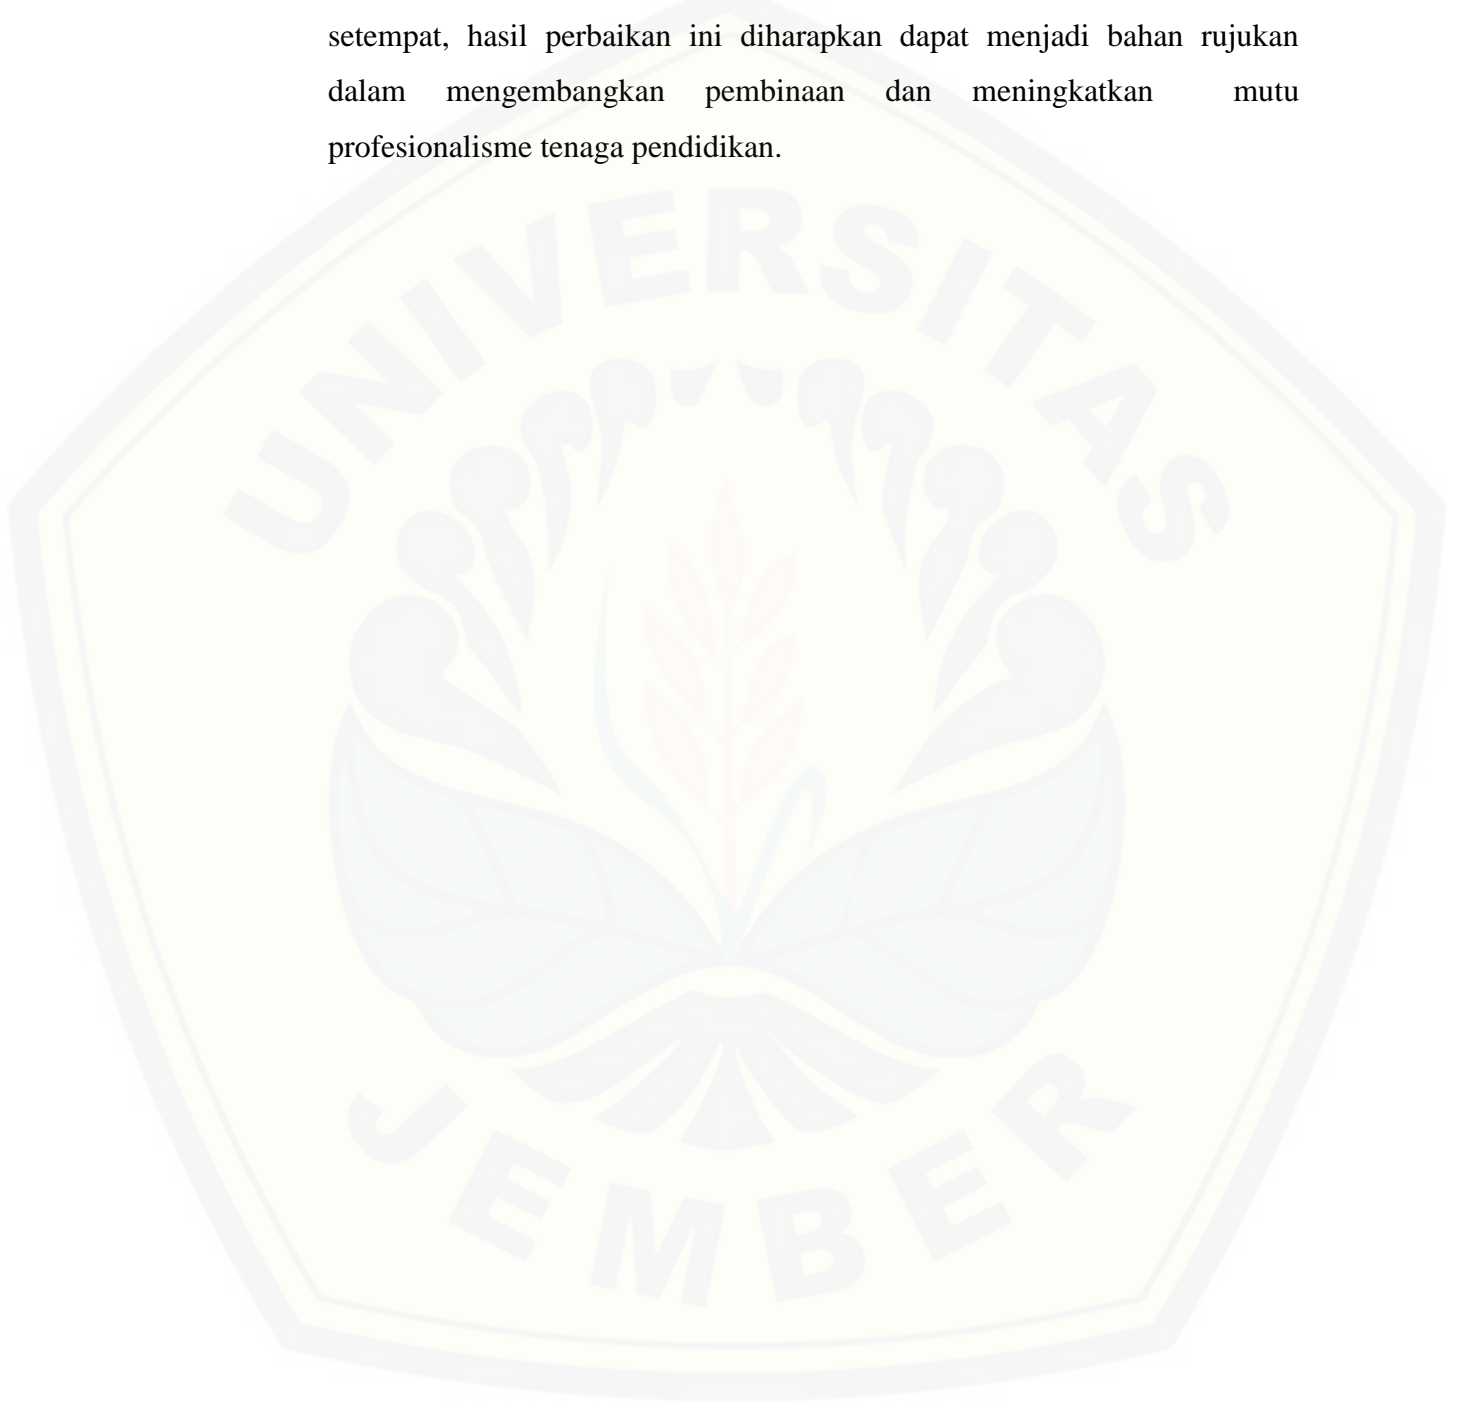 setempat, hasil perbaikan ini diharapkan dapat menjadi bahan rujukan
dalam mengembangkan pembinaan dan meningkatkan mutu
profesionalisme tenaga pendidikan.
UNIVERSITAS
JEMBER